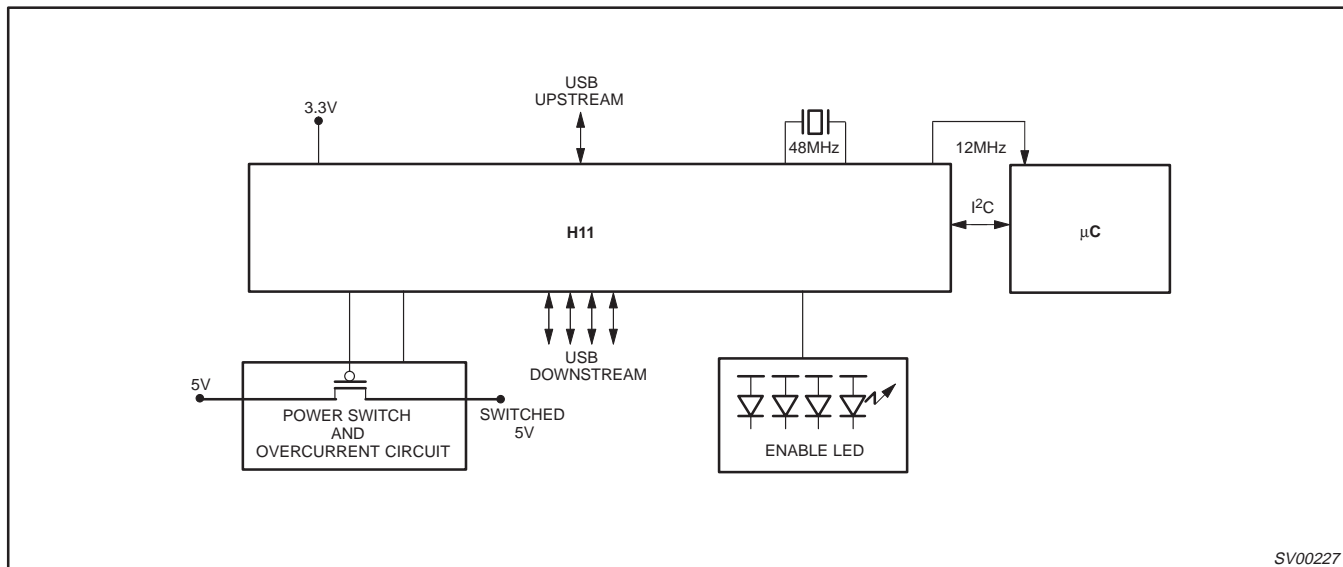 USB
UPSTREAM
3.3V
48MHz
12MHz
I²C
H11
μC
USB
DOWNSTREAM
5V
SWITCHED
5V
POWER SWITCH
AND
OVERCURRENT CIRCUIT
ENABLE LED
SV00227